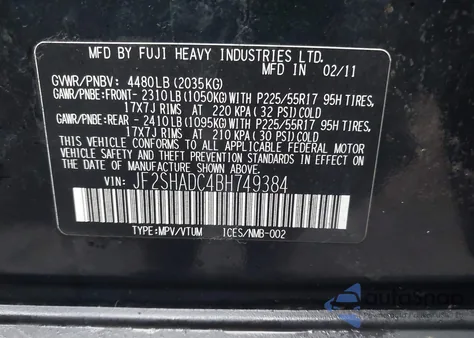 MFD BY FUJI HEAVY INDUSTRIES LTD.
MFD IN 02/11
GVWR/PNBV: 4480LB (2035KG)
GAWR/PNBE:FRONT- 2310LB (1050KG)WITH P225/55R17 95H TIRES,
17X7J RIMS AT 220 KPA (32 PSI)COLD
GAWR/PNBE:REAR - 2410LB (1095KG)WITH P225/55R17 95H TIRES,
17X7J RIMS AT 210 KPA (30 PSI)COLD
THIS VEHICLE CONFORMS TO ALL APPLICABLE FEDERAL MOTOR
VEHICLE SAFETY AND BUMPER STANDARDS IN EFFECT ON THE
DATE OF MANUFACTURE SHOWN ABOVE.
VIN: JF2SHADC4BH749384
TYPE:MPV/VTUM ICES/NMB-002
AutoSnap